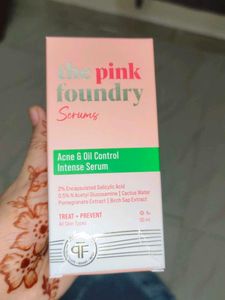 the pink
foundry
Serums
Acne & Oil Control
Intense Serum
2% Encapsulated Salicylic Acid
0.5% N Acetyl Glucosamine | Cactus Water
Pomegranate Extract | Birch Sap Extract
TREAT + PREVENT
All Skin Types
30 ml
PF